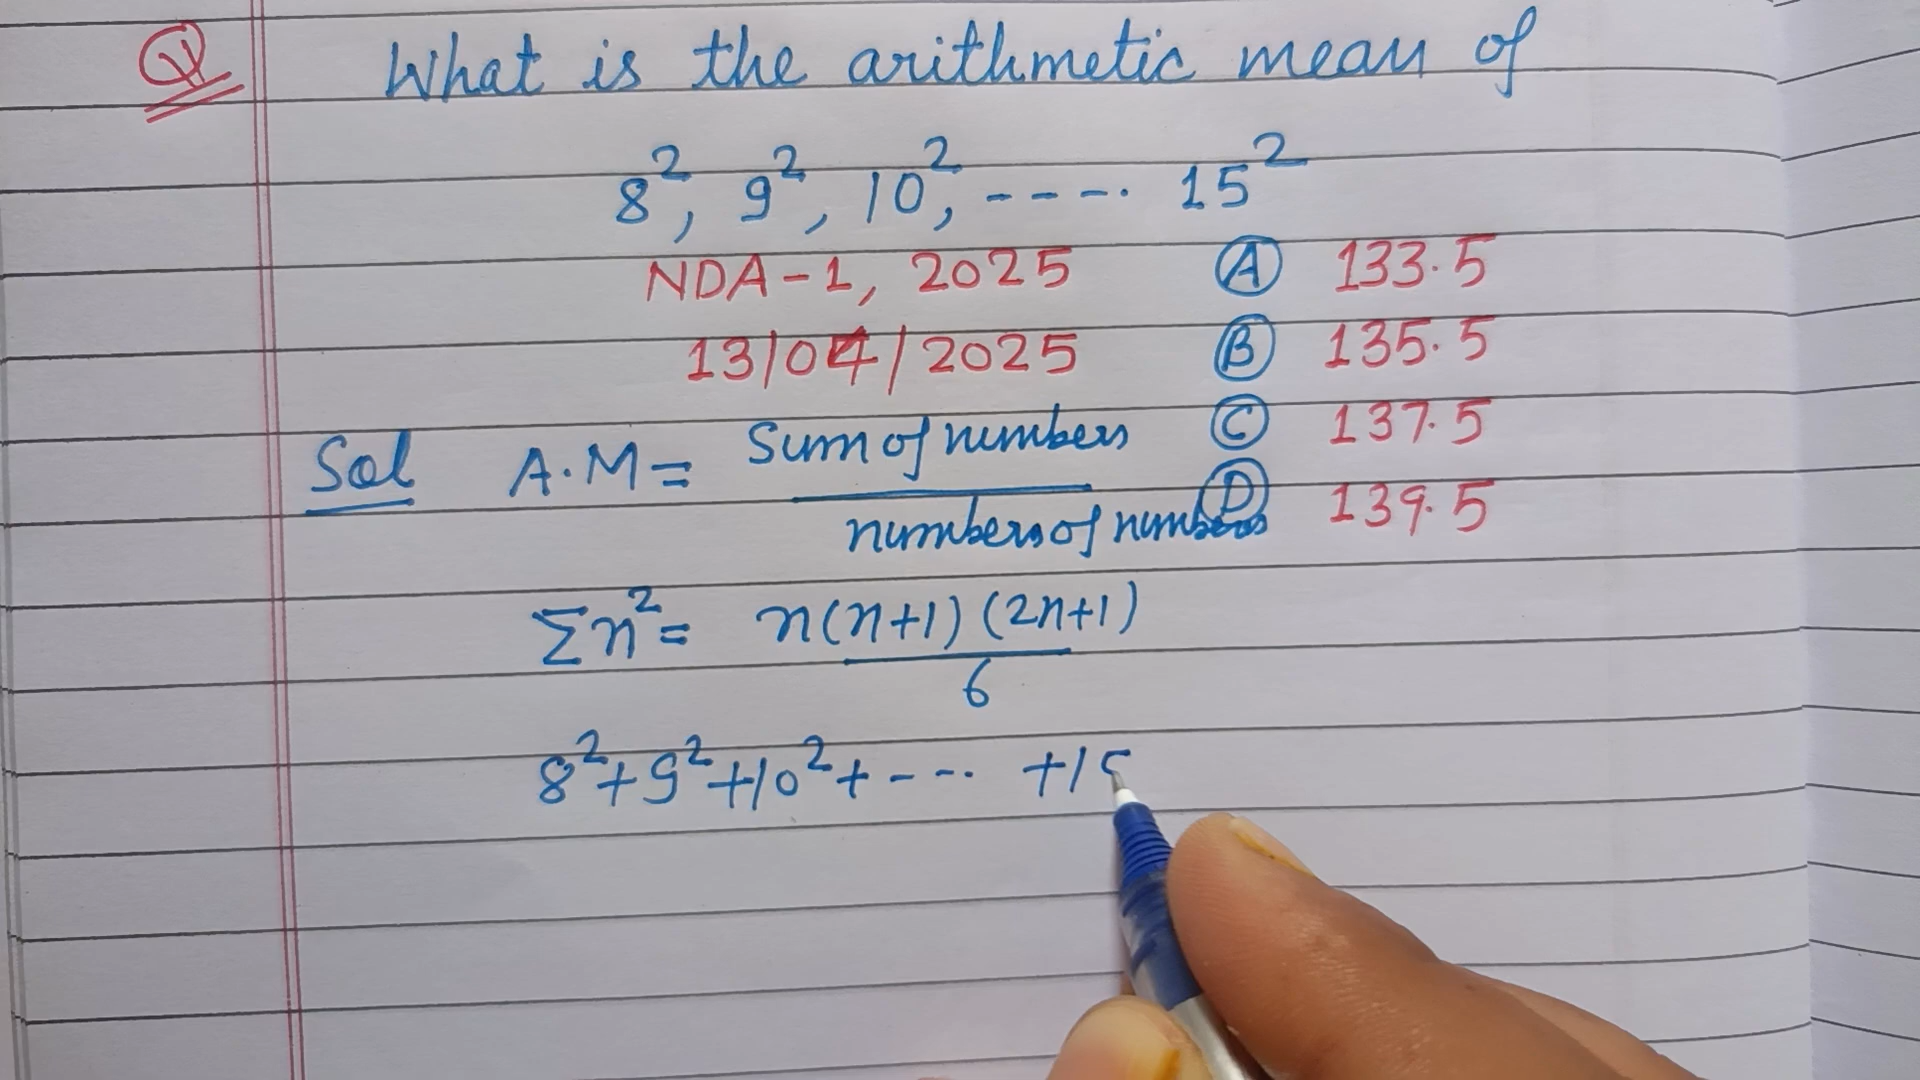 Q What is the arithmetic mean of
8², 9², 10², ---- 15²
NDA-1, 2025 Ⓐ 133.5
13/04/2025 Ⓑ 135.5
Ⓒ 137.5
Sol A.M = Sum of numbers / numbers of numbers Ⓓ 139.5
Σn² = n(n+1)(2n+1) / 6
8²+9²+10²+---- +15